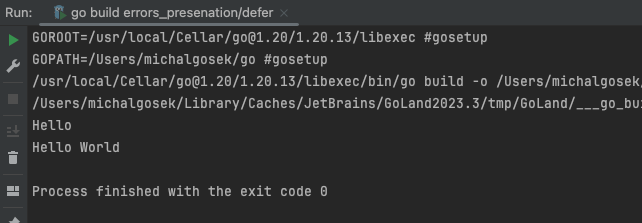 Run: go build errors_presenation/defer
GOROOT=/usr/local/Cellar/go@1.20/1.20.13/libexec #gosetup
GOPATH=/Users/michalgosek/go #gosetup
/usr/local/Cellar/go@1.20/1.20.13/libexec/bin/go build -o /Users/michalgosek/
/Users/michalgosek/Library/Caches/JetBrains/GoLand2023.3/tmp/GoLand/___go_bu
Hello
Hello World
Process finished with the exit code 0